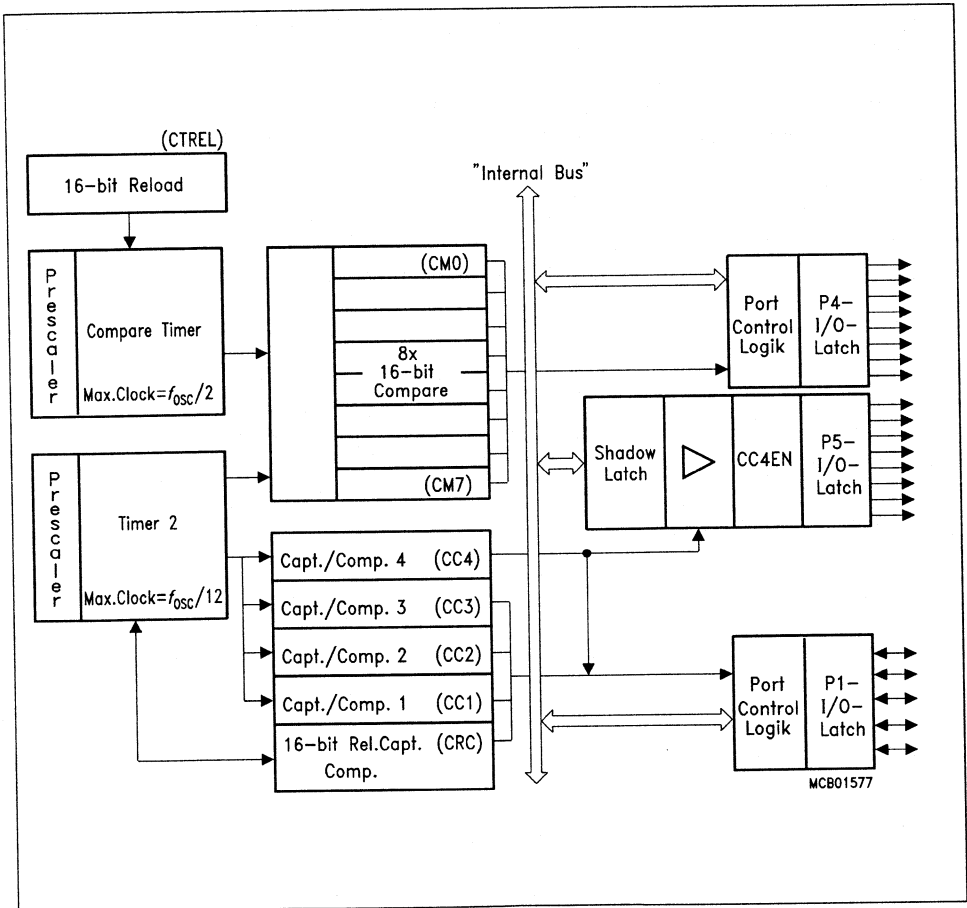 (CTREL)
16-bit Reload
"Internal Bus"
Prescaler
Compare Timer
Max.Clock=fOSC/2
(CM0)
8x
16-bit
Compare
(CM7)
Port
Control
Logik
P4-
I/O-
Latch
Shadow
Latch
CC4EN
P5-
I/O-
Latch
Prescaler
Timer 2
Max.Clock=fOSC/12
Capt./Comp. 4 (CC4)
Capt./Comp. 3 (CC3)
Capt./Comp. 2 (CC2)
Capt./Comp. 1 (CC1)
16-bit Rel.Capt. (CRC)
Comp.
Port
Control
Logik
P1-
I/O-
Latch
MCB01577